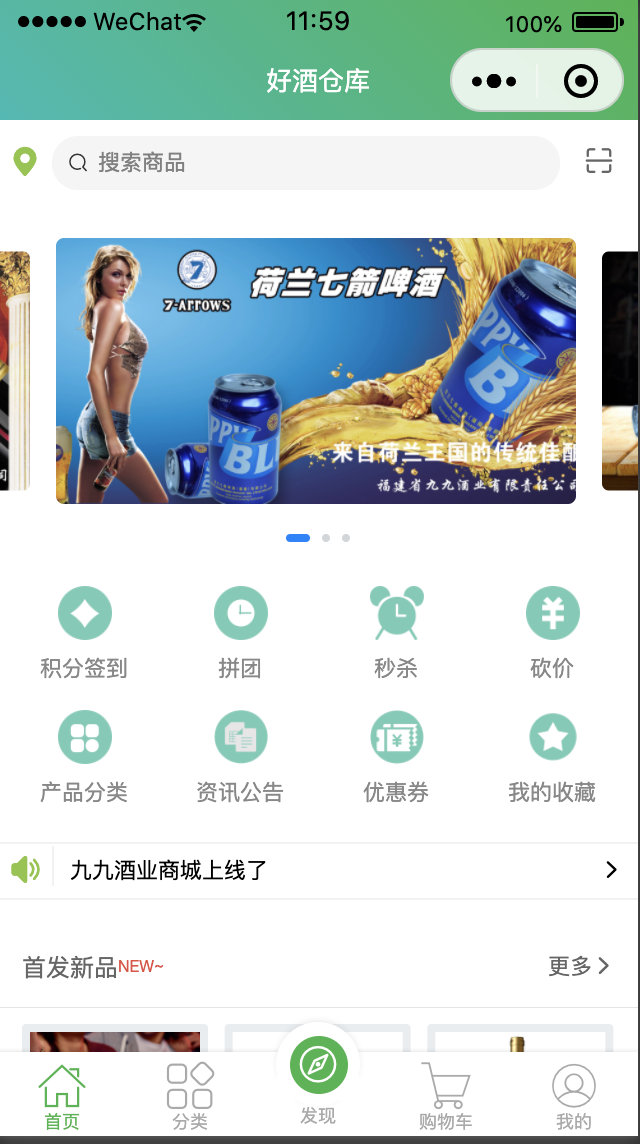 WeChat 11:59 100%
好酒仓库
搜索商品
7-ARROWS
荷兰七箭啤酒
来自荷兰王国的传统佳酿
福建省九九酒业有限责任公司
积分签到 拼团 秒杀 砍价
产品分类 资讯公告 优惠券 我的收藏
九九酒业商城上线了
首发新品NEW~ 更多
首页 分类 发现 购物车 我的